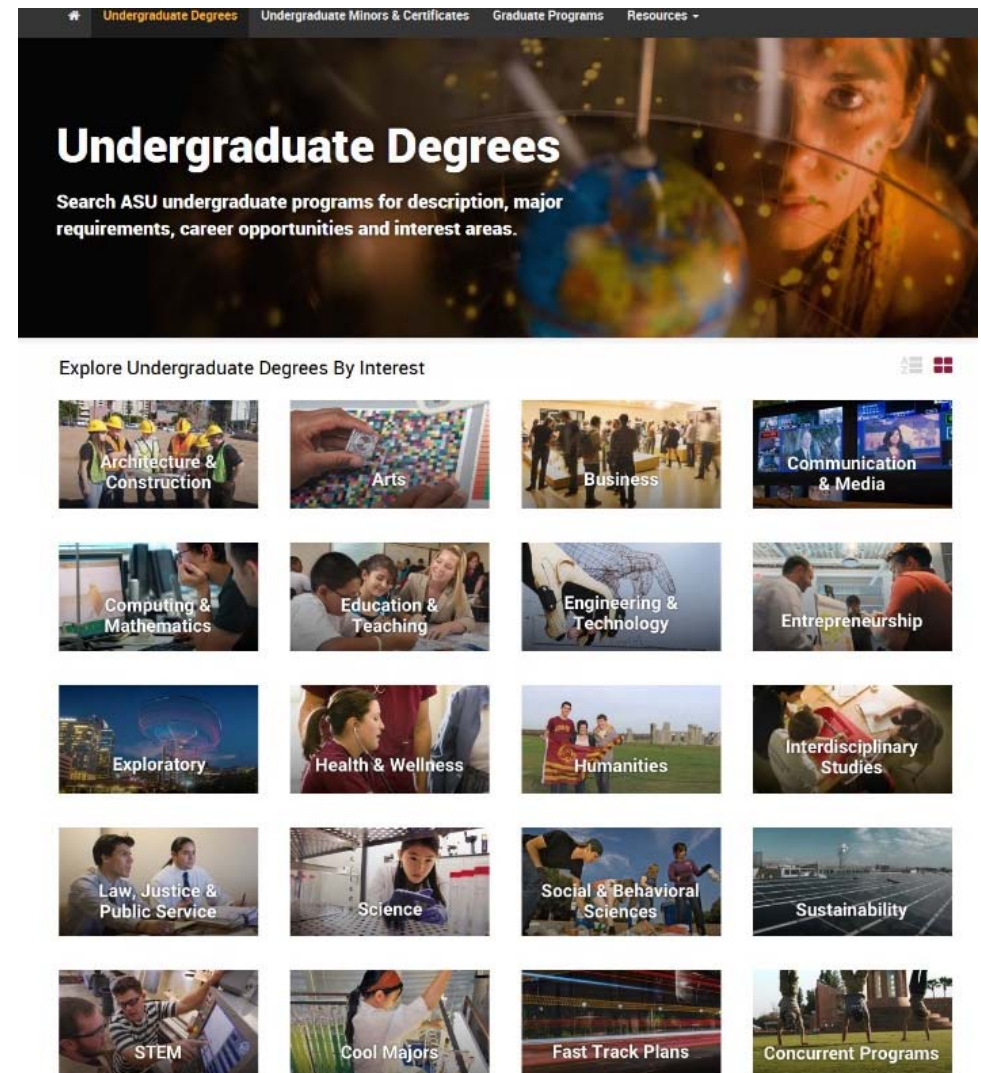 Undergraduate Degrees Undergraduate Minors & Certificates Graduate Programs Resources
Undergraduate Degrees
Search ASU undergraduate programs for description, major
requirements, career opportunities and interest areas.
Explore Undergraduate Degrees By Interest
A
Z
Architecture &
Construction
Arts
Business
Communication
& Media
Computing &
Mathematics
Education &
Teaching
Engineering &
Technology
Entrepreneurship
Exploratory
Health & Wellness
Humanities
Interdisciplinary
Studies
Law, Justice &
Public Service
Science
Social & Behavioral
Sciences
Sustainability
STEM
Cool Majors
Fast Track Plans
Concurrent Programs